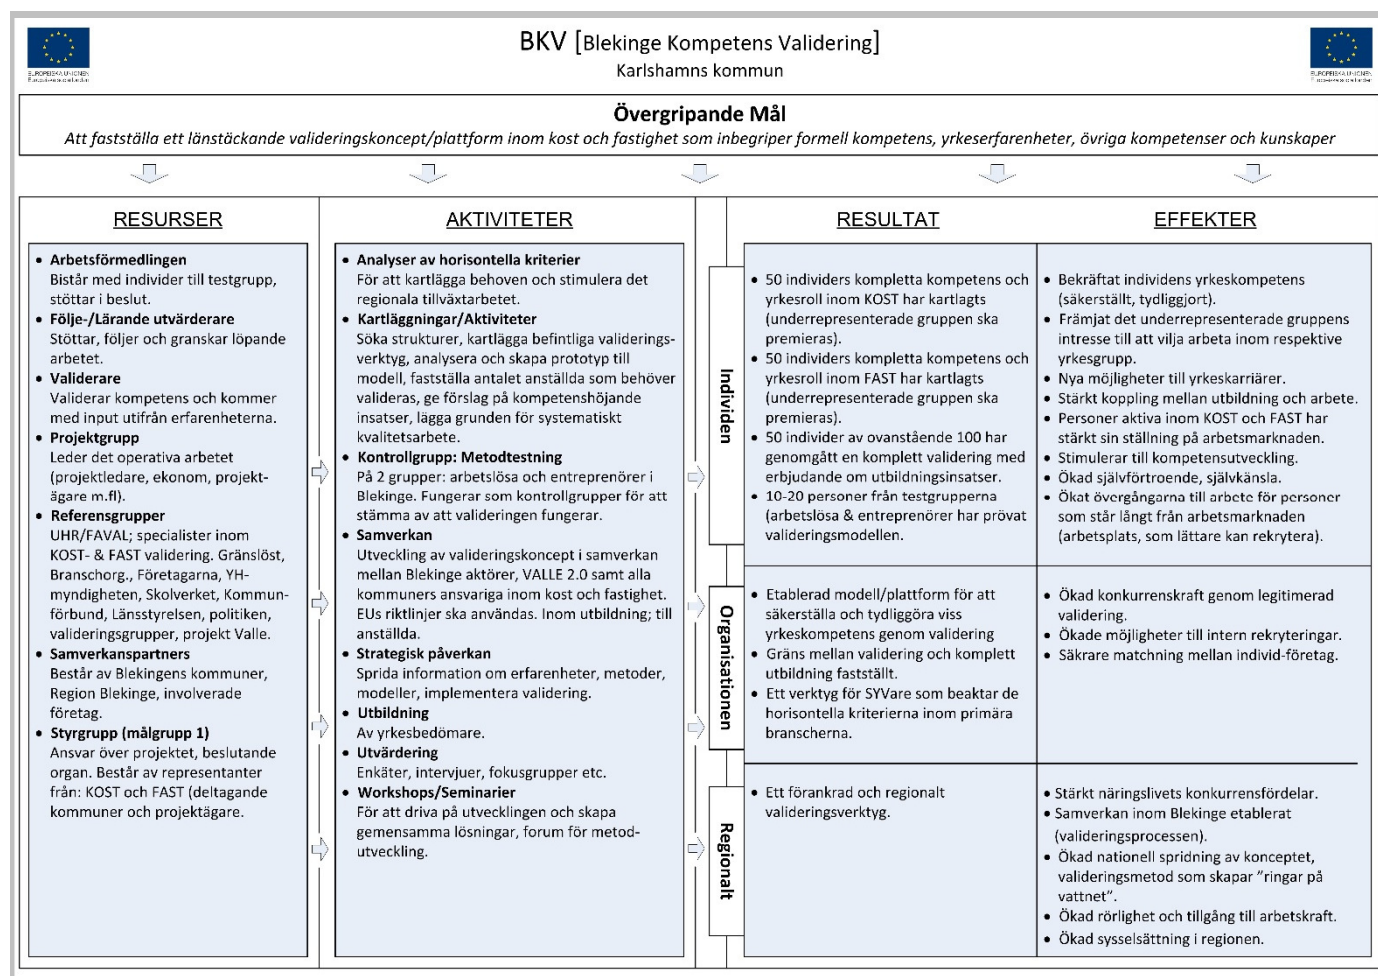 BKV [Blekinge Kompetens Validering]
Karlshamns kommun
EUROPEISKA UNIONEN
Europeiska socialfonden
EUROPEISKA UNIONEN
Europeiska socialfonden
Övergripande Mål
Att fastställa ett länstäckande valideringskoncept/plattform inom kost och fastighet som inbegriper formell kompetens, yrkeserfarenheter, övriga kompetenser och kunskaper
RESURSER
• Arbetsförmedlingen
Bistår med individer till testgrupp,
stöttar i beslut.
• Följe-/Lärande utvärderare
Stöttar, följer och granskar löpande
arbetet.
• Validerare
Validerar kompetens och kommer
med input utifrån erfarenheterna.
• Projektgrupp
Leder det operativa arbetet
(projektledare, ekonom, projekt-
ägare m.fl).
• Referensgrupper
UHR/FAVAL; specialister inom
KOST- & FAST validering. Gränslöst,
Branschorg., Företagarna, YH-
myndigheten, Skolverket, Kommun-
förbund, Länsstyrelsen, politiken,
valideringsgrupper, projekt Valle.
• Samverkanspartners
Består av Blekingens kommuner,
Region Blekinge, involverade
företag.
• Styrgrupp (målgrupp 1)
Ansvar över projektet, beslutande
organ. Består av representanter
från: KOST och FAST (deltagande
kommuner och projektägare.
AKTIVITETER
• Analyser av horisontella kriterier
För att kartlägga behoven och stimulera det
regionala tillväxtarbetet.
• Kartläggningar/Aktiviteter
Söka strukturer, kartlägga befintliga validerings-
verktyg, analysera och skapa prototyp till
modell, fastställa antalet anställda som behöver
valideras, ge förslag på kompetenshöjande
insatser, lägga grunden för systematiskt
kvalitetsarbete.
• Kontrollgrupp: Metodtestning
På 2 grupper: arbetslösa och entreprenörer i
Blekinge. Fungerar som kontrollgrupper för att
stämma av att valideringen fungerar.
• Samverkan
Utveckling av valideringskoncept i samverkan
mellan Blekinge aktörer, VALLE 2.0 samt alla
kommuners ansvariga inom kost och fastighet.
EUs riktlinjer ska användas. Inom utbildning; till
anställda.
• Strategisk påverkan
Sprida information om erfarenheter, metoder,
modeller, implementera validering.
• Utbildning
Av yrkesbedömare.
• Utvärdering
Enkäter, intervjuer, fokusgrupper etc.
• Workshops/Seminarier
För att driva på utvecklingen och skapa
gemensamma lösningar, forum för metod-
utveckling.
RESULTAT
EFFEKTER
Individen
• 50 individers kompletta kompetens och
yrkesroll inom KOST har kartlagts
(underrepresenterade gruppen ska
premieras).
• 50 individers kompletta kompetens och
yrkesroll inom FAST har kartlagts
(underrepresenterade gruppen ska
premieras).
• 50 individer av ovanstående 100 har
genomgått en komplett validering med
erbjudande om utbildningsinsatser.
• 10-20 personer från testgrupperna
(arbetslösa & entreprenörer har prövat
valideringsmodellen.
• Bekräftat individens yrkeskompetens
(säkerställt, tydliggjort).
• Främjat det underrepresenterade gruppens
intresse till att vilja arbeta inom respektive
yrkesgrupp.
• Nya möjligheter till yrkeskarriärer.
• Stärkt koppling mellan utbildning och arbete.
• Personer aktiva inom KOST och FAST har
stärkt sin ställning på arbetsmarknaden.
• Stimulerar till kompetensutveckling.
• Ökad självförtroende, självkänsla.
• Ökat övergångarna till arbete för personer
som står långt från arbetsmarknaden
(arbetsplats, som lättare kan rekrytera).
Organisationen
• Etablerad modell/plattform för att
säkerställa och tydliggöra viss
yrkeskompetens genom validering
• Gräns mellan validering och komplett
utbildning fastställt.
• Ett verktyg för SYVare som beaktar de
horisontella kriterierna inom primära
branscherna.
• Ökad konkurrenskraft genom legitimerad
validering.
• Ökade möjligheter till intern rekryteringar.
• Säkrare matchning mellan individ-företag.
Regionalt
• Ett förankrad och regionalt
valideringsverktyg.
• Stärkt näringslivets konkurrensfördelar.
• Samverkan inom Blekinge etablerat
(valideringsprocessen).
• Ökad nationell spridning av konceptet,
valideringsmetod som skapar ”ringar på
vattnet”.
• Ökad rörlighet och tillgång till arbetskraft.
• Ökad sysselsättning i regionen.